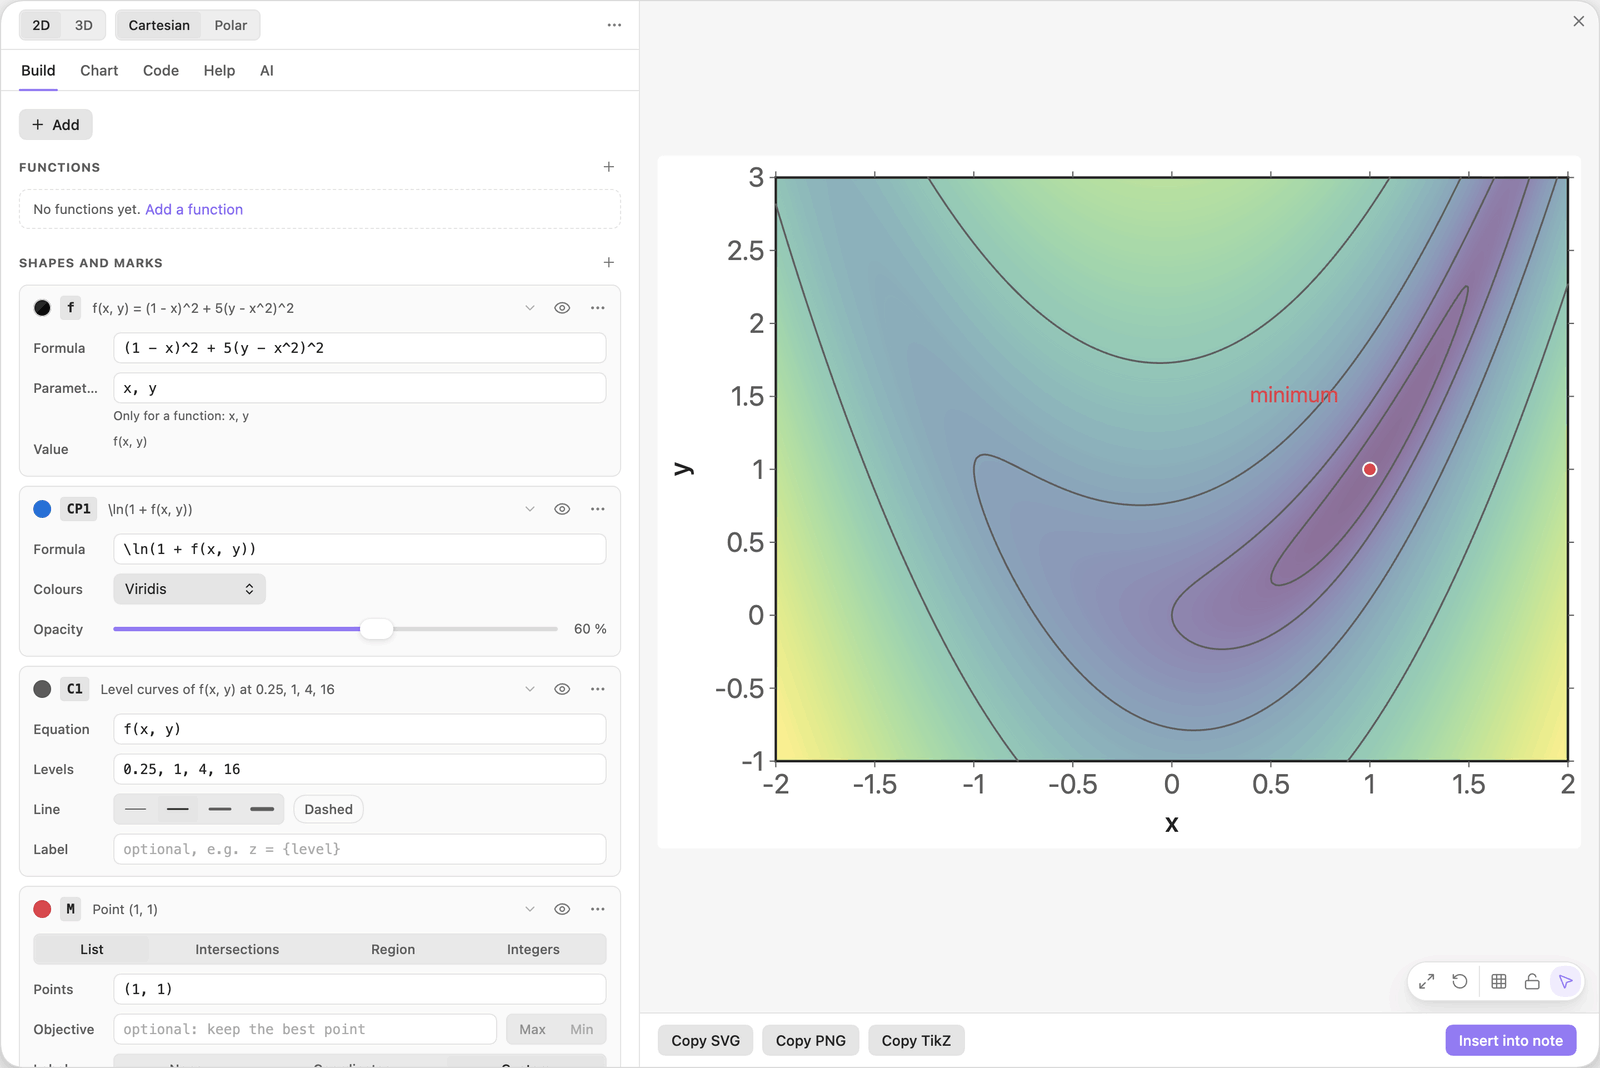 2D 3D Cartesian Polar
Build Chart Code Help AI
+ Add
FUNCTIONS
No functions yet. Add a function
SHAPES AND MARKS
f f(x, y) = (1 - x)^2 + 5(y - x^2)^2
Formula (1 − x)^2 + 5(y − x^2)^2
Paramet... x, y
Only for a function: x, y
Value f(x, y)
CP1 \ln(1 + f(x, y))
Formula \ln(1 + f(x, y))
Colours Viridis
Opacity 60 %
C1 Level curves of f(x, y) at 0.25, 1, 4, 16
Equation f(x, y)
Levels 0.25, 1, 4, 16
Line Dashed
Label optional, e.g. z = {level}
M Point (1, 1)
List Intersections Region Integers
Points (1, 1)
Objective optional: keep the best point Max Min
3
2.5
2
1.5
minimum
y
1
0.5
0
-0.5
-1
-2 -1.5 -1 -0.5 0 0.5 1 1.5 2
x
Copy SVG Copy PNG Copy TikZ Insert into note